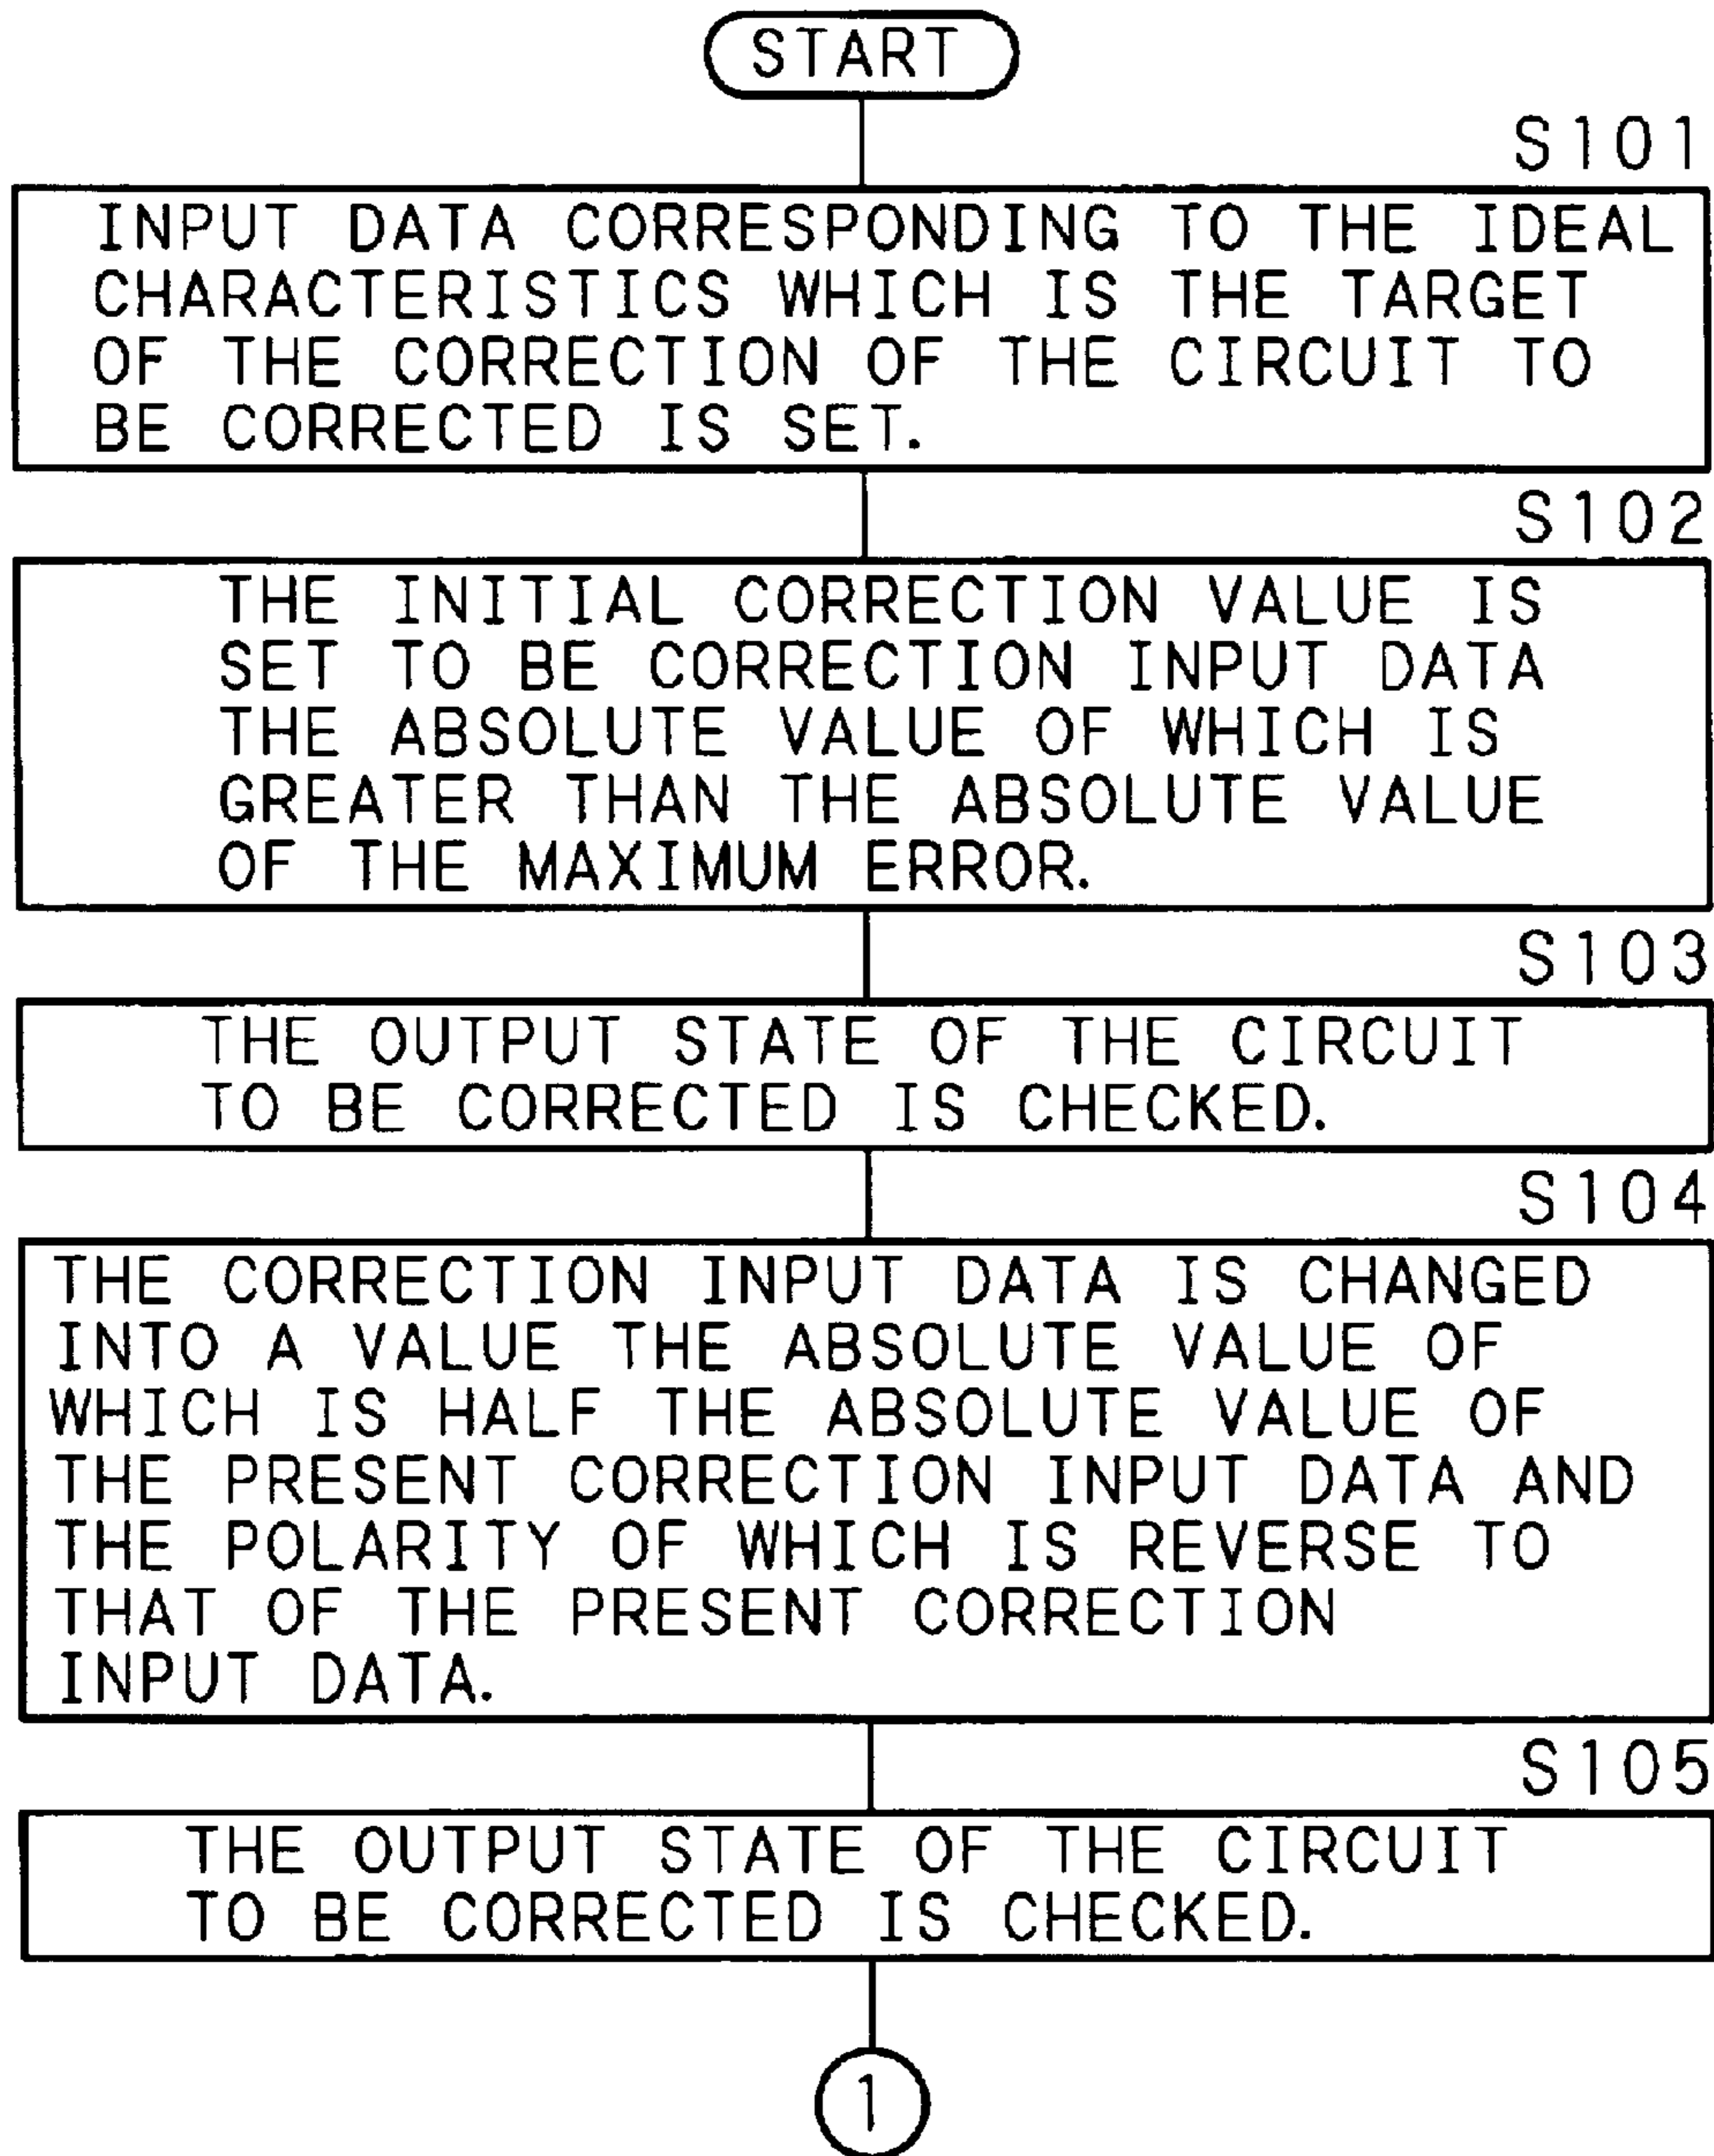 START
S101
INPUT DATA CORRESPONDING TO THE IDEAL
CHARACTERISTICS WHICH IS THE TARGET
OF THE CORRECTION OF THE CIRCUIT TO
BE CORRECTED IS SET.
S102
THE INITIAL CORRECTION VALUE IS
SET TO BE CORRECTION INPUT DATA
THE ABSOLUTE VALUE OF WHICH IS
GREATER THAN THE ABSOLUTE VALUE
OF THE MAXIMUM ERROR.
S103
THE OUTPUT STATE OF THE CIRCUIT
TO BE CORRECTED IS CHECKED.
S104
THE CORRECTION INPUT DATA IS CHANGED
INTO A VALUE THE ABSOLUTE VALUE OF
WHICH IS HALF THE ABSOLUTE VALUE OF
THE PRESENT CORRECTION INPUT DATA AND
THE POLARITY OF WHICH IS REVERSE TO
THAT OF THE PRESENT CORRECTION
INPUT DATA.
S105
THE OUTPUT STATE OF THE CIRCUIT
TO BE CORRECTED IS CHECKED.
1